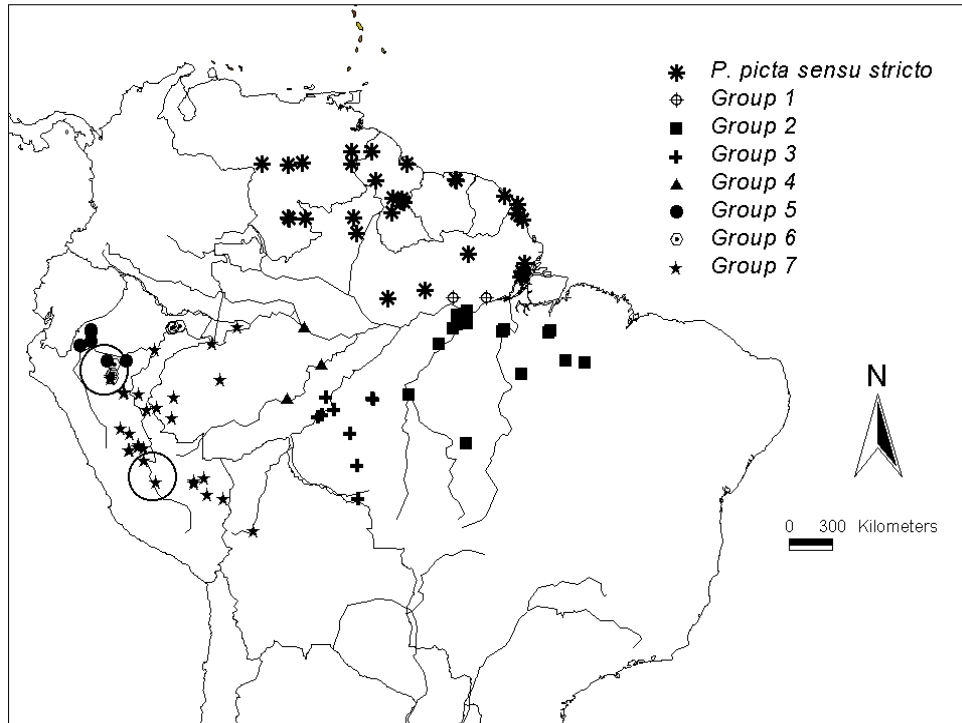 P. picta sensu stricto
Group 1
Group 2
Group 3
Group 4
Group 5
Group 6
Group 7
N
0 300 Kilometers